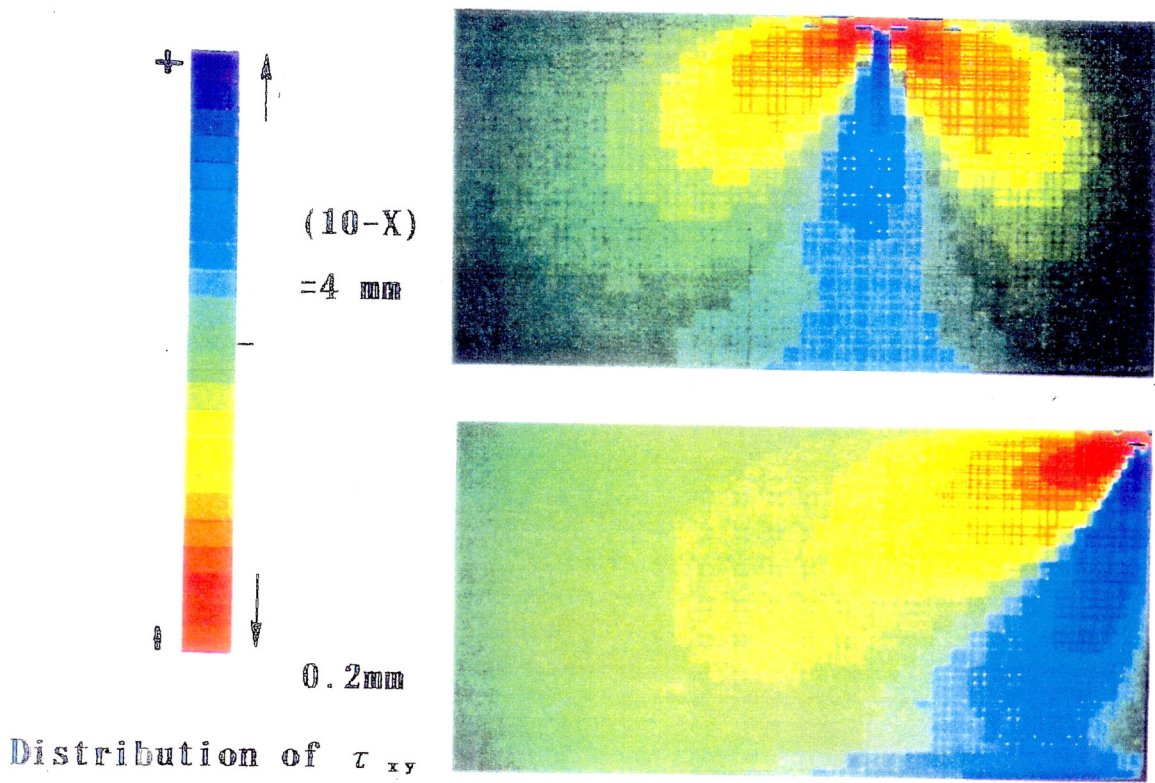 +
(10-X)
=4 mm
−
0.2mm
Distribution of τ xy